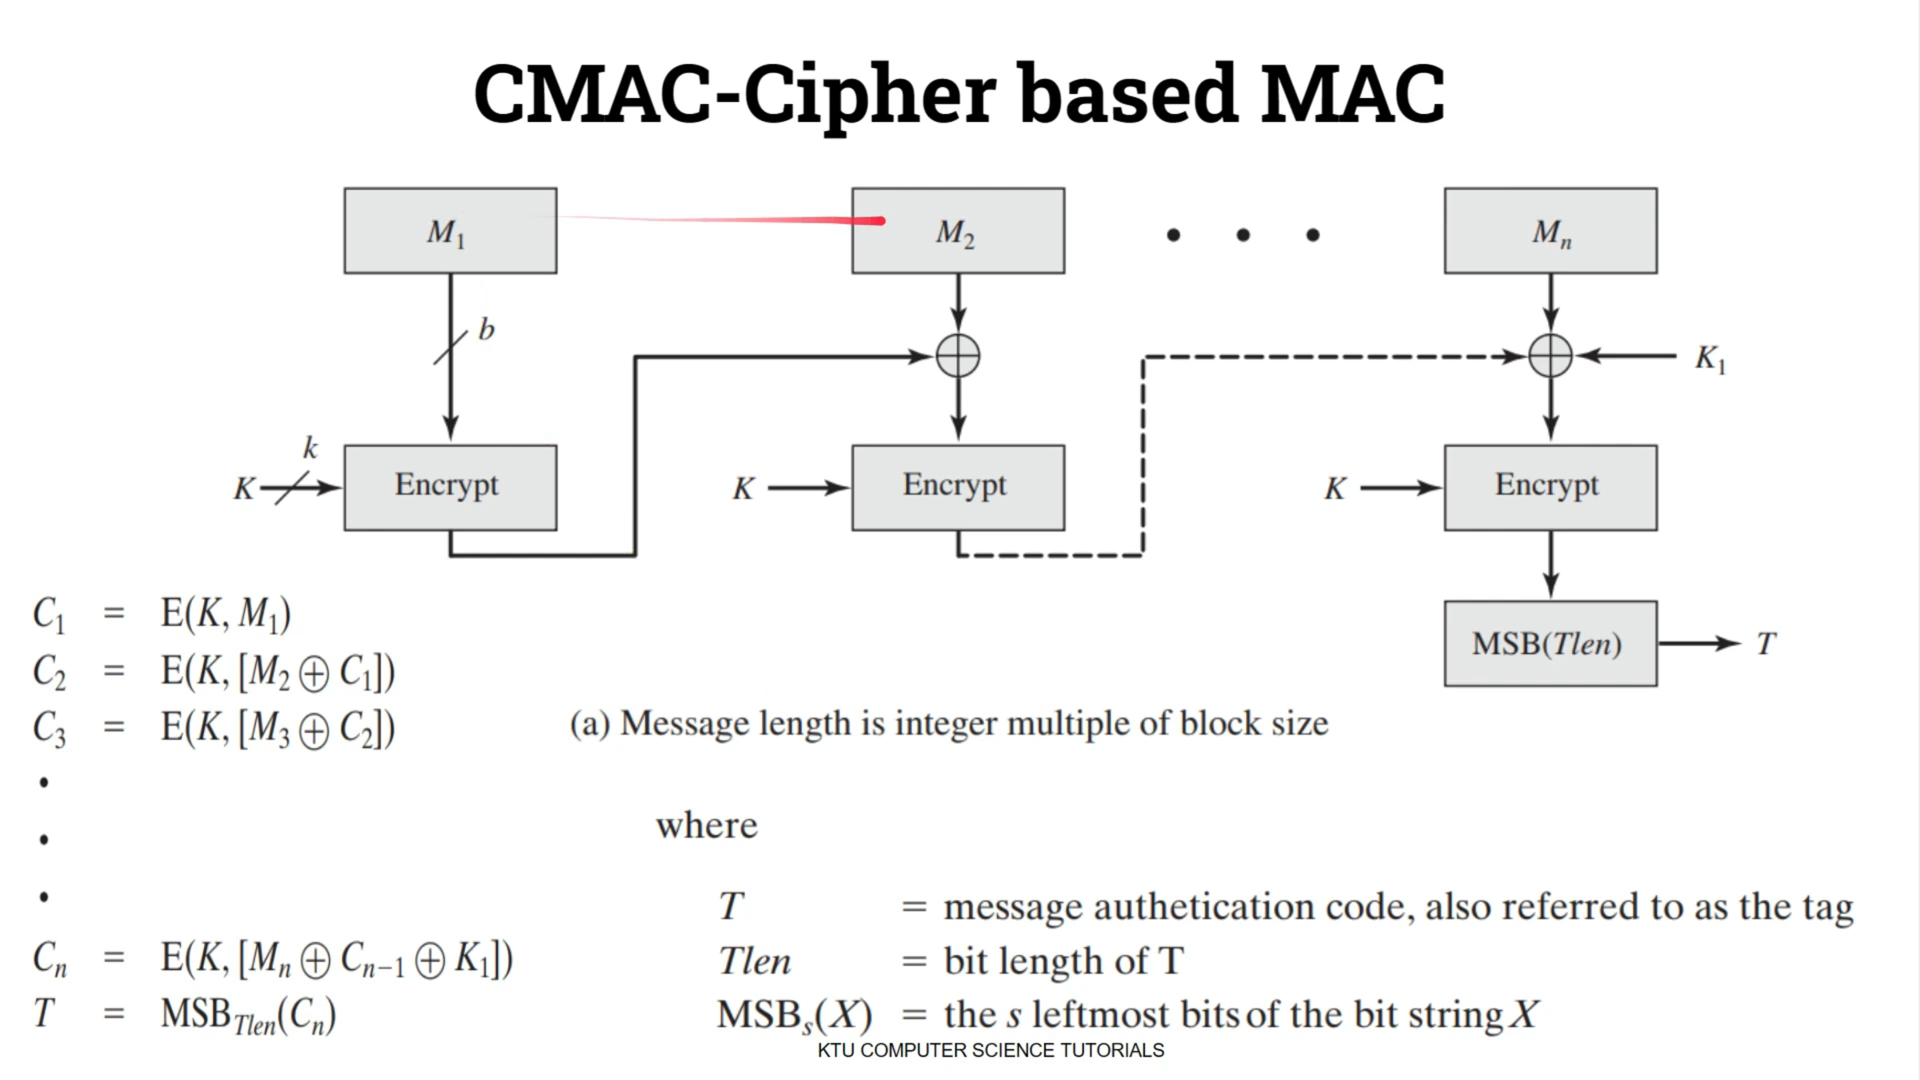 CMAC-Cipher based MAC
M₁ M₂ • • • Mₙ
b
K₁
k
K Encrypt K Encrypt K Encrypt
C₁ = E(K, M₁)
MSB(Tlen) T
C₂ = E(K, [M₂ ⊕ C₁])
C₃ = E(K, [M₃ ⊕ C₂])
(a) Message length is integer multiple of block size
•
•
•
where
T = message authetication code, also referred to as the tag
Cₙ = E(K, [Mₙ ⊕ Cₙ₋₁ ⊕ K₁])
Tlen = bit length of T
T = MSB_Tlen(Cₙ)
MSBₛ(X) = the s leftmost bits of the bit string X
KTU COMPUTER SCIENCE TUTORIALS